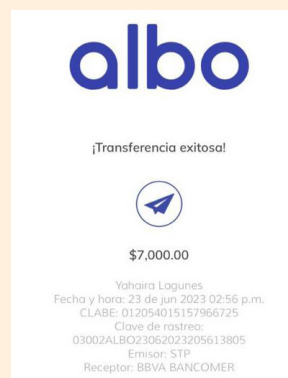 albo
¡Transferencia exitosa!
$7,000.00
Yahaira Lagunes
Fecha y hora: 23 de jun 2023 02:56 p.m.
CLABE: 012054015157966725
Clave de rastreo:
03002ALBO23062023205613805
Emisor: STP
Receptor: BBVA BANCOMER